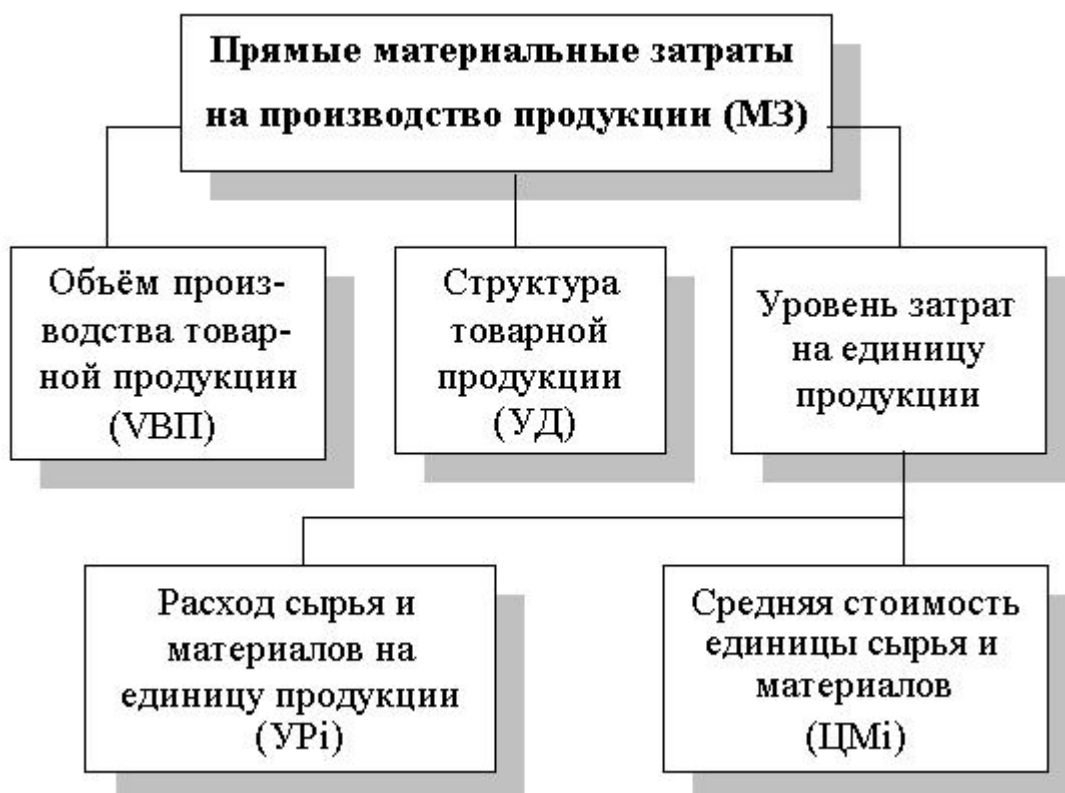 Прямые материальные затраты
на производство продукции (МЗ)
Обьём произ-
водства товар-
ной продукции
(VВП)
Структура
товарной
продукции
(УД)
Уровень затрат
на единицу
продукции
Расход сырья и
материалов на
единицу продукции
(УРi)
Средняя стоимость
единицы сырья и
материалов
(ЦМi)